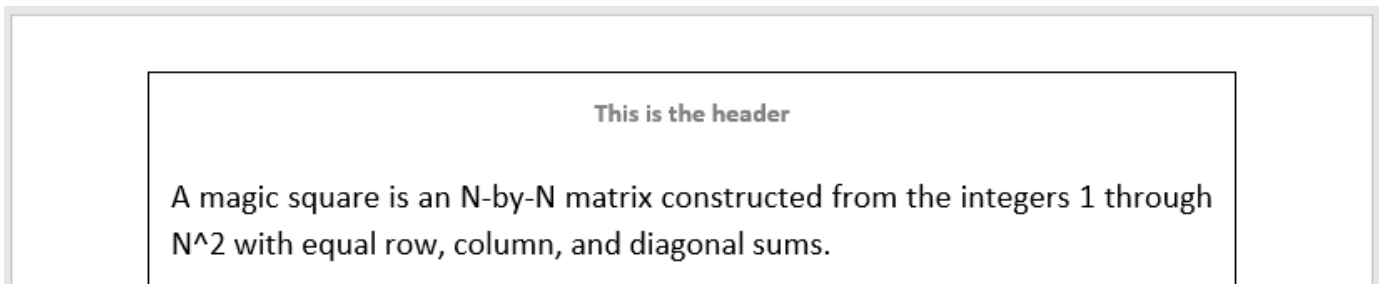 This is the header
A magic square is an N-by-N matrix constructed from the integers 1 through
N^2 with equal row, column, and diagonal sums.